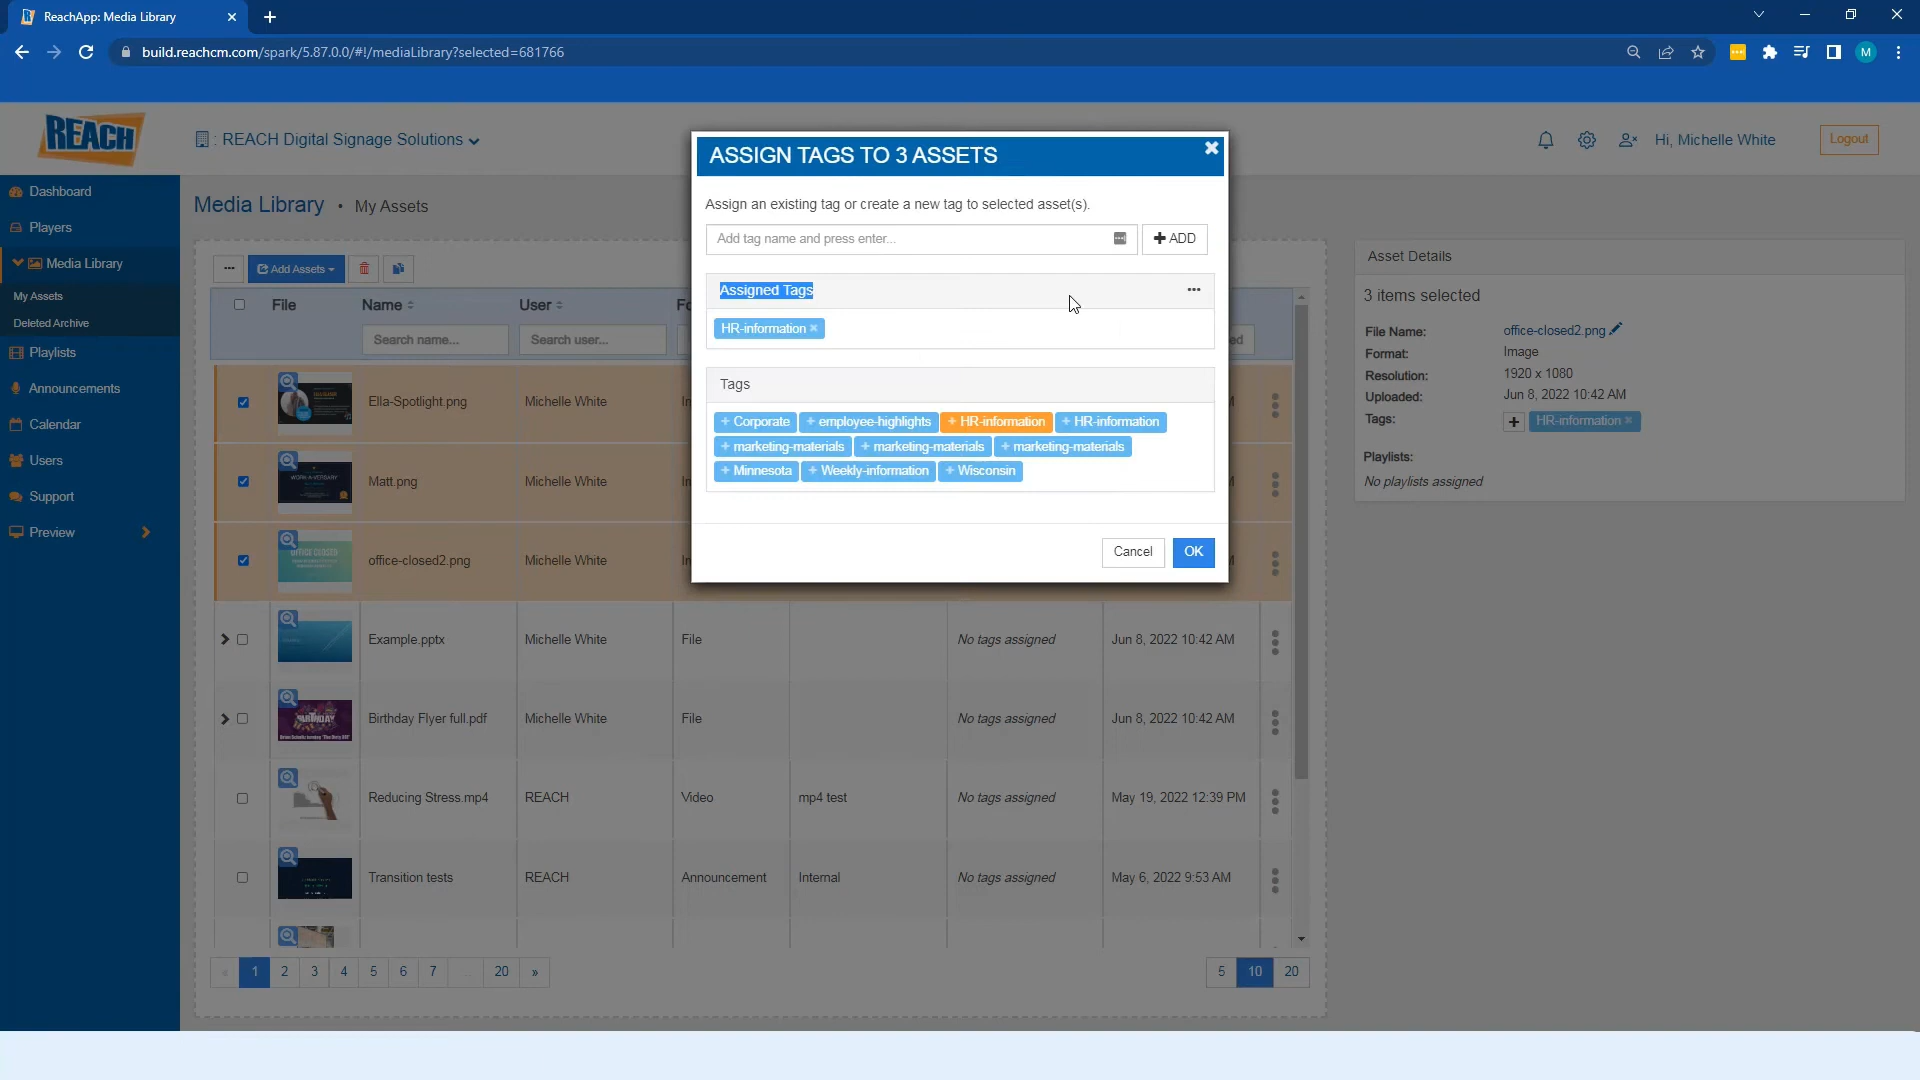 ReachApp: Media Library
build.reachcm.com/spark/5.87.0.0/#!/mediaLibrary?selected=681766
M
REACH
: REACH Digital Signage Solutions
Hi, Michelle White
Logout
Dashboard
Players
Media Library
My Assets
Deleted Archive
Playlists
Announcements
Calendar
Users
Support
Preview
Media Library • My Assets
Add Assets
File Name User Fo
Search name... Search user... ed
Ella-Spotlight.png Michelle White
WORK A-VERSARY
Matt.png Michelle White
OFFICE CLOSED
office-closed2.png Michelle White
Example.pptx Michelle White File No tags assigned Jun 8, 2022 10:42 AM
Birthday Flyer full.pdf Michelle White File No tags assigned Jun 8, 2022 10:42 AM
Reducing Stress.mp4 REACH Video mp4 test No tags assigned May 19, 2022 12:39 PM
Transition tests REACH Announcement Internal No tags assigned May 6, 2022 9:53 AM
« 1 2 3 4 5 6 7 ... 20 »
5 10 20
ASSIGN TAGS TO 3 ASSETS
Assign an existing tag or create a new tag to selected asset(s).
Add tag name and press enter...
+ ADD
Assigned Tags
HR-information ×
Tags
+ Corporate + employee-highlights + HR-information + HR-information
+ marketing-materials + marketing-materials + marketing-materials
+ Minnesota + Weekly-information + Wisconsin
Cancel OK
Asset Details
3 items selected
File Name: office-closed2.png
Format: Image
Resolution: 1920 x 1080
Uploaded: Jun 8, 2022 10:42 AM
Tags: + HR-information ×
Playlists:
No playlists assigned